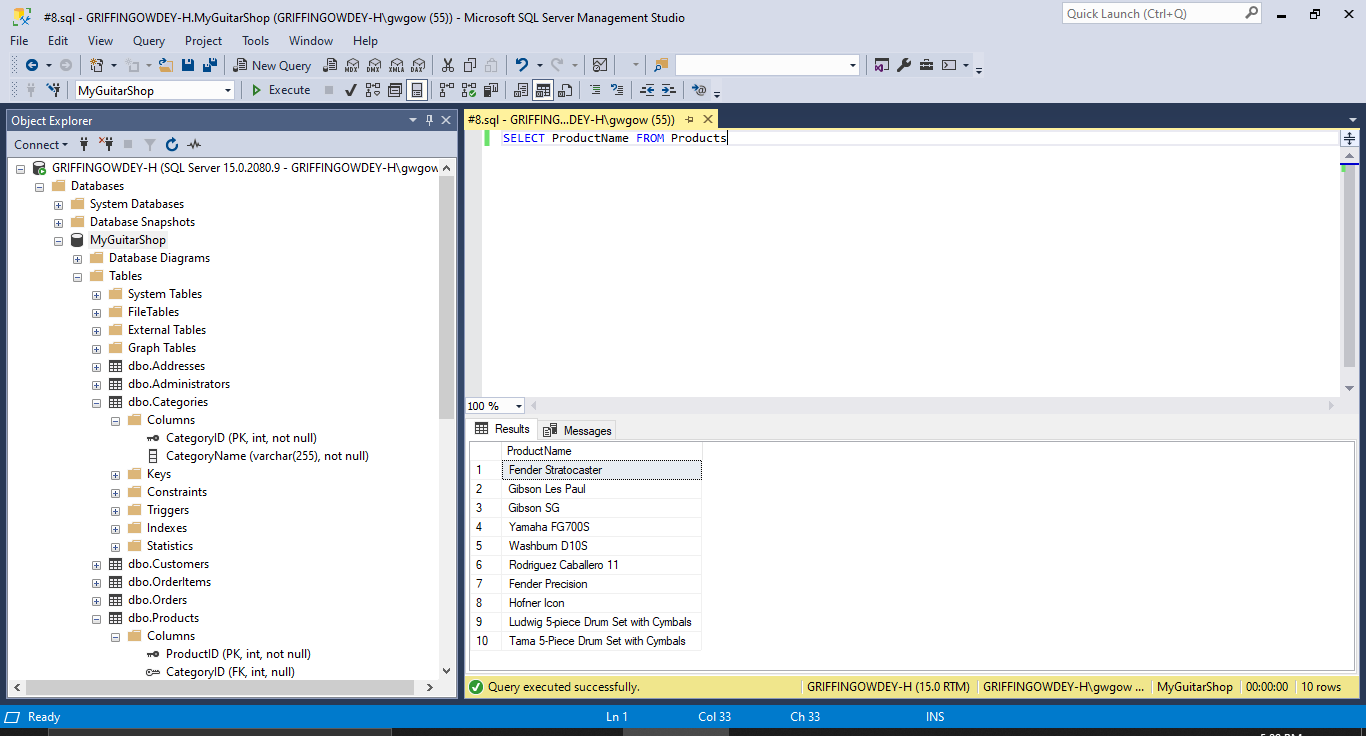 #8.sql - GRIFFINGOWDEY-H.MyGuitarShop (GRIFFINGOWDEY-H\gwgow (55)) - Microsoft SQL Server Management Studio
Quick Launch (Ctrl+Q)
File Edit View Query Project Tools Window Help
New Query MDX DMX XMLA DAX
MyGuitarShop Execute
Object Explorer
Connect
GRIFFINGOWDEY-H (SQL Server 15.0.2080.9 - GRIFFINGOWDEY-H\gwgow
Databases
System Databases
Database Snapshots
MyGuitarShop
Database Diagrams
Tables
System Tables
FileTables
External Tables
Graph Tables
dbo.Addresses
dbo.Administrators
dbo.Categories
Columns
CategoryID (PK, int, not null)
CategoryName (varchar(255), not null)
Keys
Constraints
Triggers
Indexes
Statistics
dbo.Customers
dbo.OrderItems
dbo.Orders
dbo.Products
Columns
ProductID (PK, int, not null)
CategoryID (FK, int, null)
#8.sql - GRIFFING...DEY-H\gwgow (55))
SELECT ProductName FROM Products
100 %
Results Messages
ProductName
1 Fender Stratocaster
2 Gibson Les Paul
3 Gibson SG
4 Yamaha FG700S
5 Washburn D10S
6 Rodriguez Caballero 11
7 Fender Precision
8 Hofner Icon
9 Ludwig 5-piece Drum Set with Cymbals
10 Tama 5-Piece Drum Set with Cymbals
Query executed successfully. GRIFFINGOWDEY-H (15.0 RTM) GRIFFINGOWDEY-H\gwgow ... MyGuitarShop 00:00:00 10 rows
Ready Ln 1 Col 33 Ch 33 INS